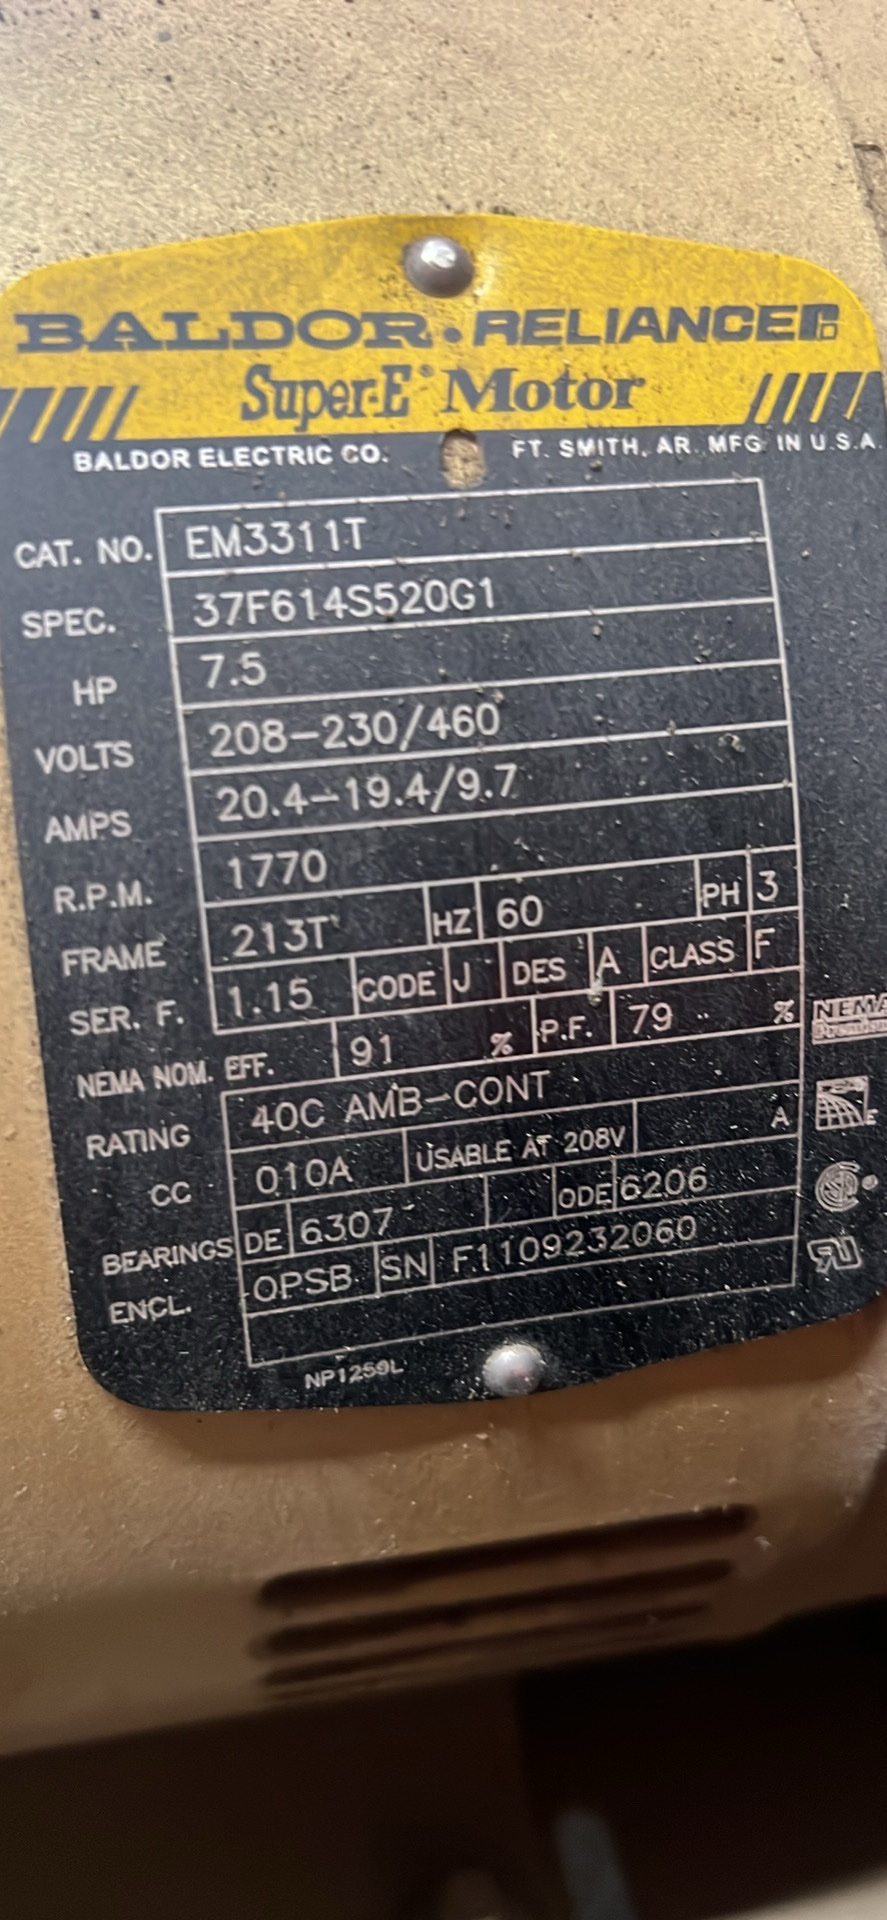 BALDOR • RELIANCER
Super-E® Motor
BALDOR ELECTRIC CO. FT. SMITH, AR. MFG IN U.S.A.
CAT. NO. EM3311T
SPEC. 37F614S520G1
HP 7.5
VOLTS 208-230/460
AMPS 20.4-19.4/9.7
R.P.M. 1770
FRAME 213T HZ 60 PH 3
SER. F. 1.15 CODE J DES A CLASS F
NEMA NOM. EFF. 91 % P.F. 79 %
NEMA
RATING 40C AMB-CONT
CC 010A USABLE AT 208V A
BEARINGS DE 6307 ODE 6206
ENCL. OPSB SN F1109232060
NP1259L